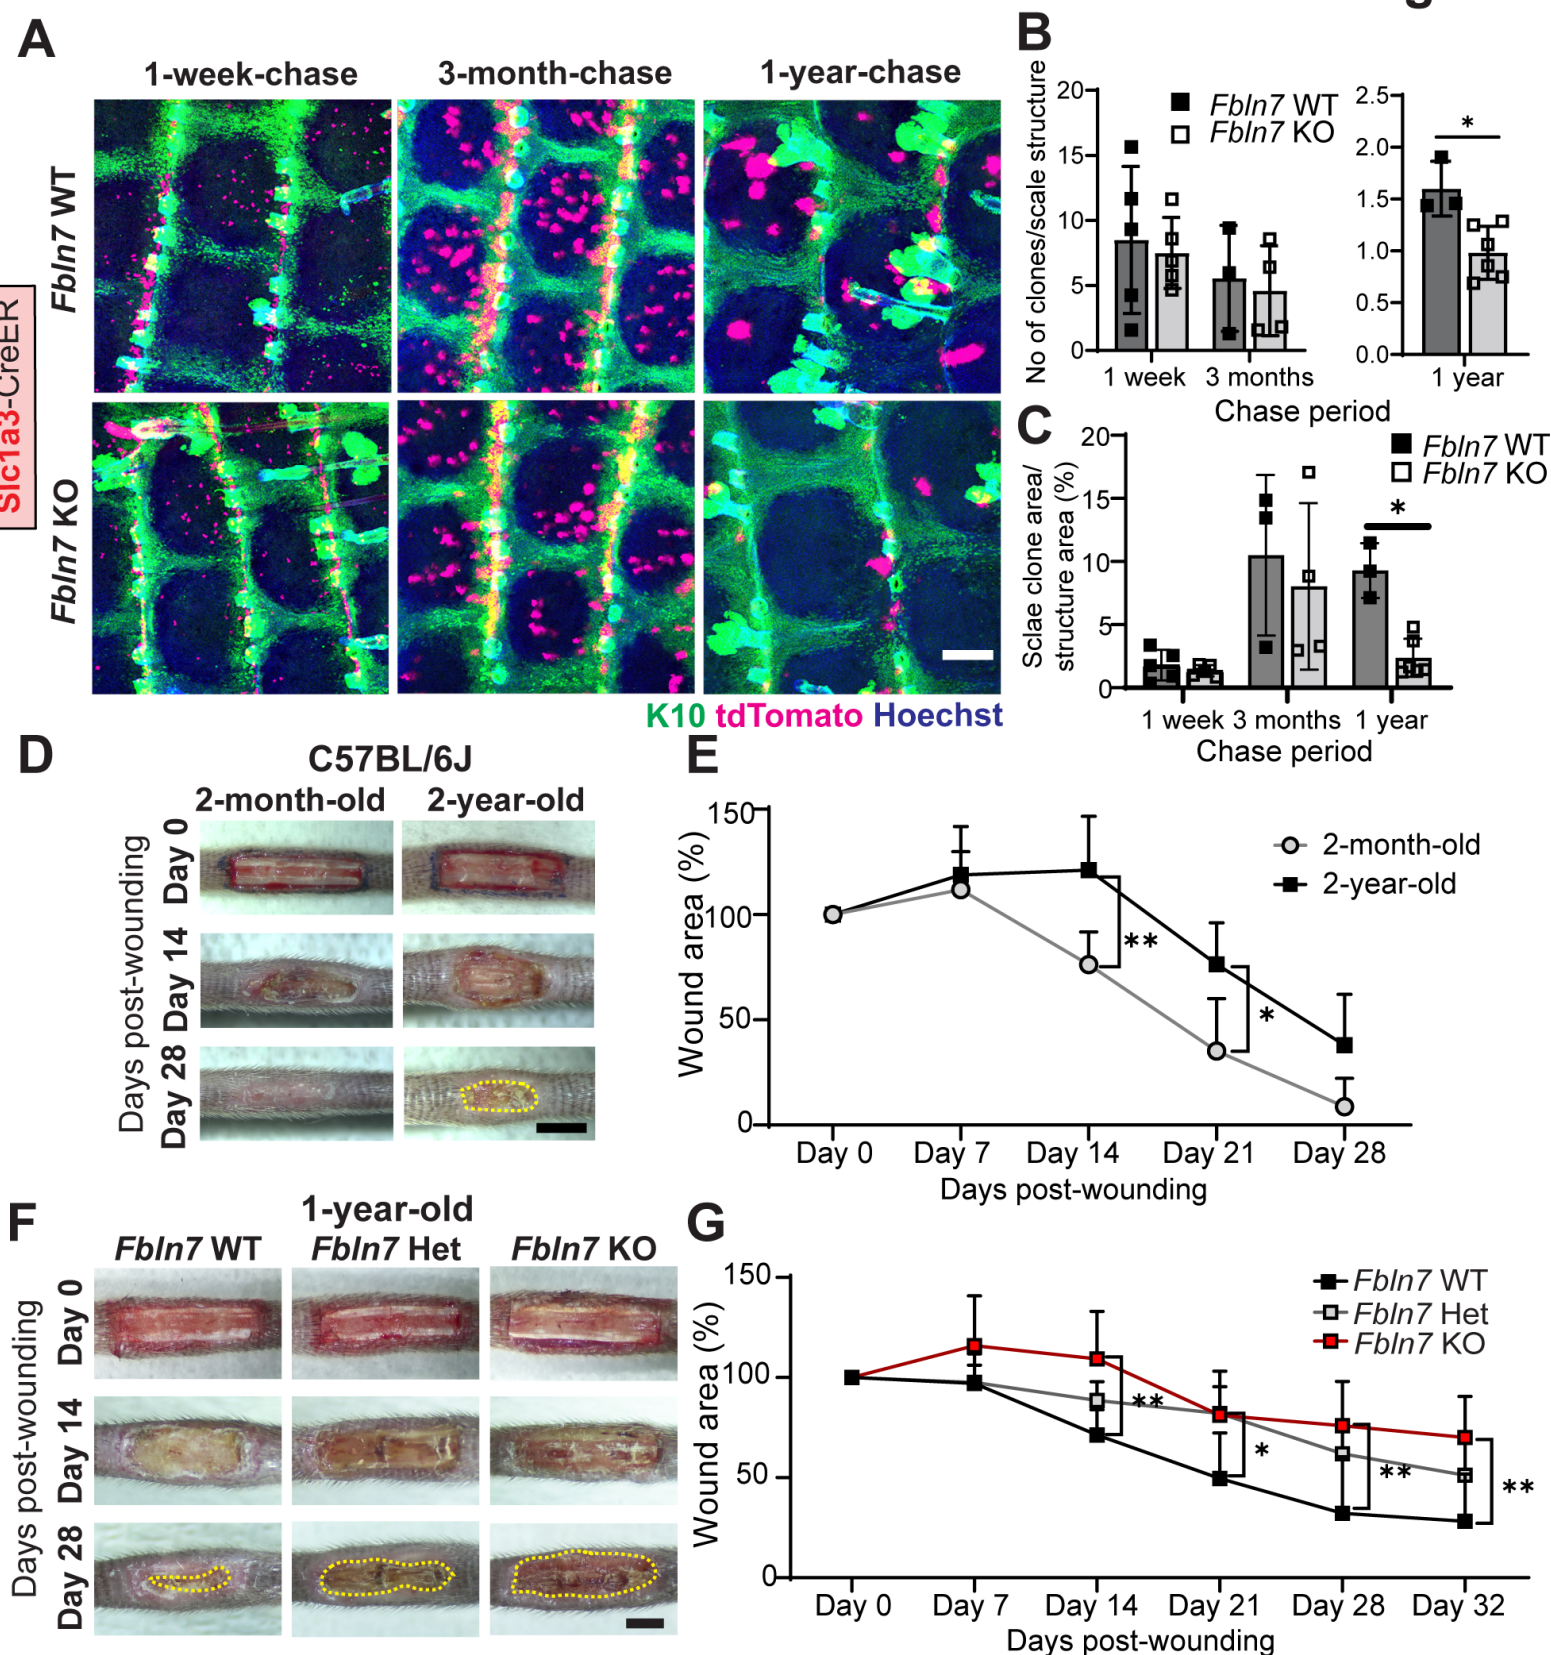 A
1-week-chase
3-month-chase
1-year-chase
Fbln7 WT
Fbln7 KO
Slc1a3-CreER
K10 tdTomato Hoechst
B
No of clones/scale structure
20
15
10
5
0
Fbln7 WT
Fbln7 KO
1 week
3 months
2.5
2.0
1.5
1.0
0.5
0.0
*
1 year
Chase period
C
Sclae clone area/
structure area (%)
20
15
10
5
0
Fbln7 WT
Fbln7 KO
*
1 week
3 months
1 year
Chase period
D
C57BL/6J
2-month-old
2-year-old
Days post-wounding
Day 0
Day 14
Day 28
E
Wound area (%)
150
100
50
0
2-month-old
2-year-old
**
*
Day 0
Day 7
Day 14
Day 21
Day 28
Days post-wounding
F
1-year-old
Fbln7 WT
Fbln7 Het
Fbln7 KO
Days post-wounding
Day 0
Day 14
Day 28
G
Wound area (%)
150
100
50
0
Fbln7 WT
Fbln7 Het
Fbln7 KO
**
*
**
**
Day 0
Day 7
Day 14
Day 21
Day 28
Day 32
Days post-wounding